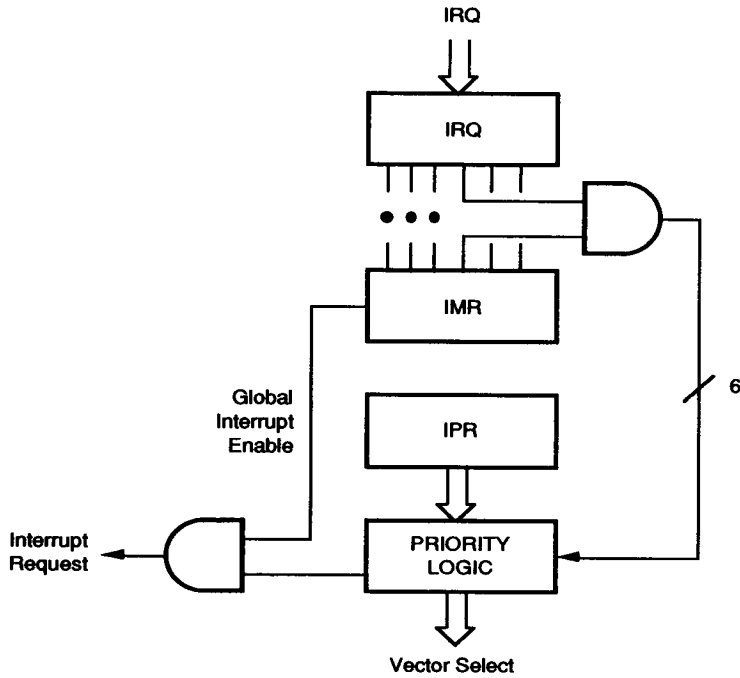 IRQ
IRQ
IMR
6
Global
Interrupt
Enable
IPR
Interrupt
Request
PRIORITY
LOGIC
Vector Select